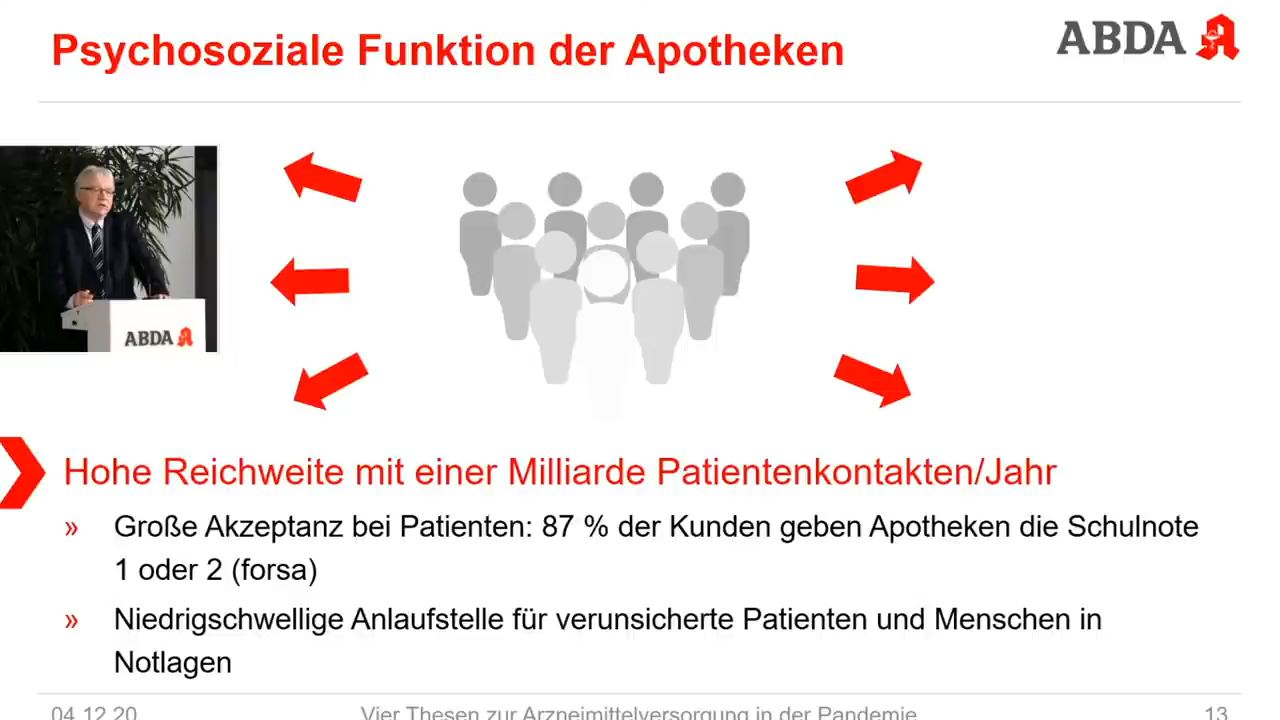 Psychosoziale Funktion der Apotheken
ABDA
ABDA
Hohe Reichweite mit einer Milliarde Patientenkontakten/Jahr
» Große Akzeptanz bei Patienten: 87 % der Kunden geben Apotheken die Schulnote
1 oder 2 (forsa)
» Niedrigschwellige Anlaufstelle für verunsicherte Patienten und Menschen in
Notlagen
04.12.20
Vier Thesen zur Arzneimittelversorgung in der Pandemie
13